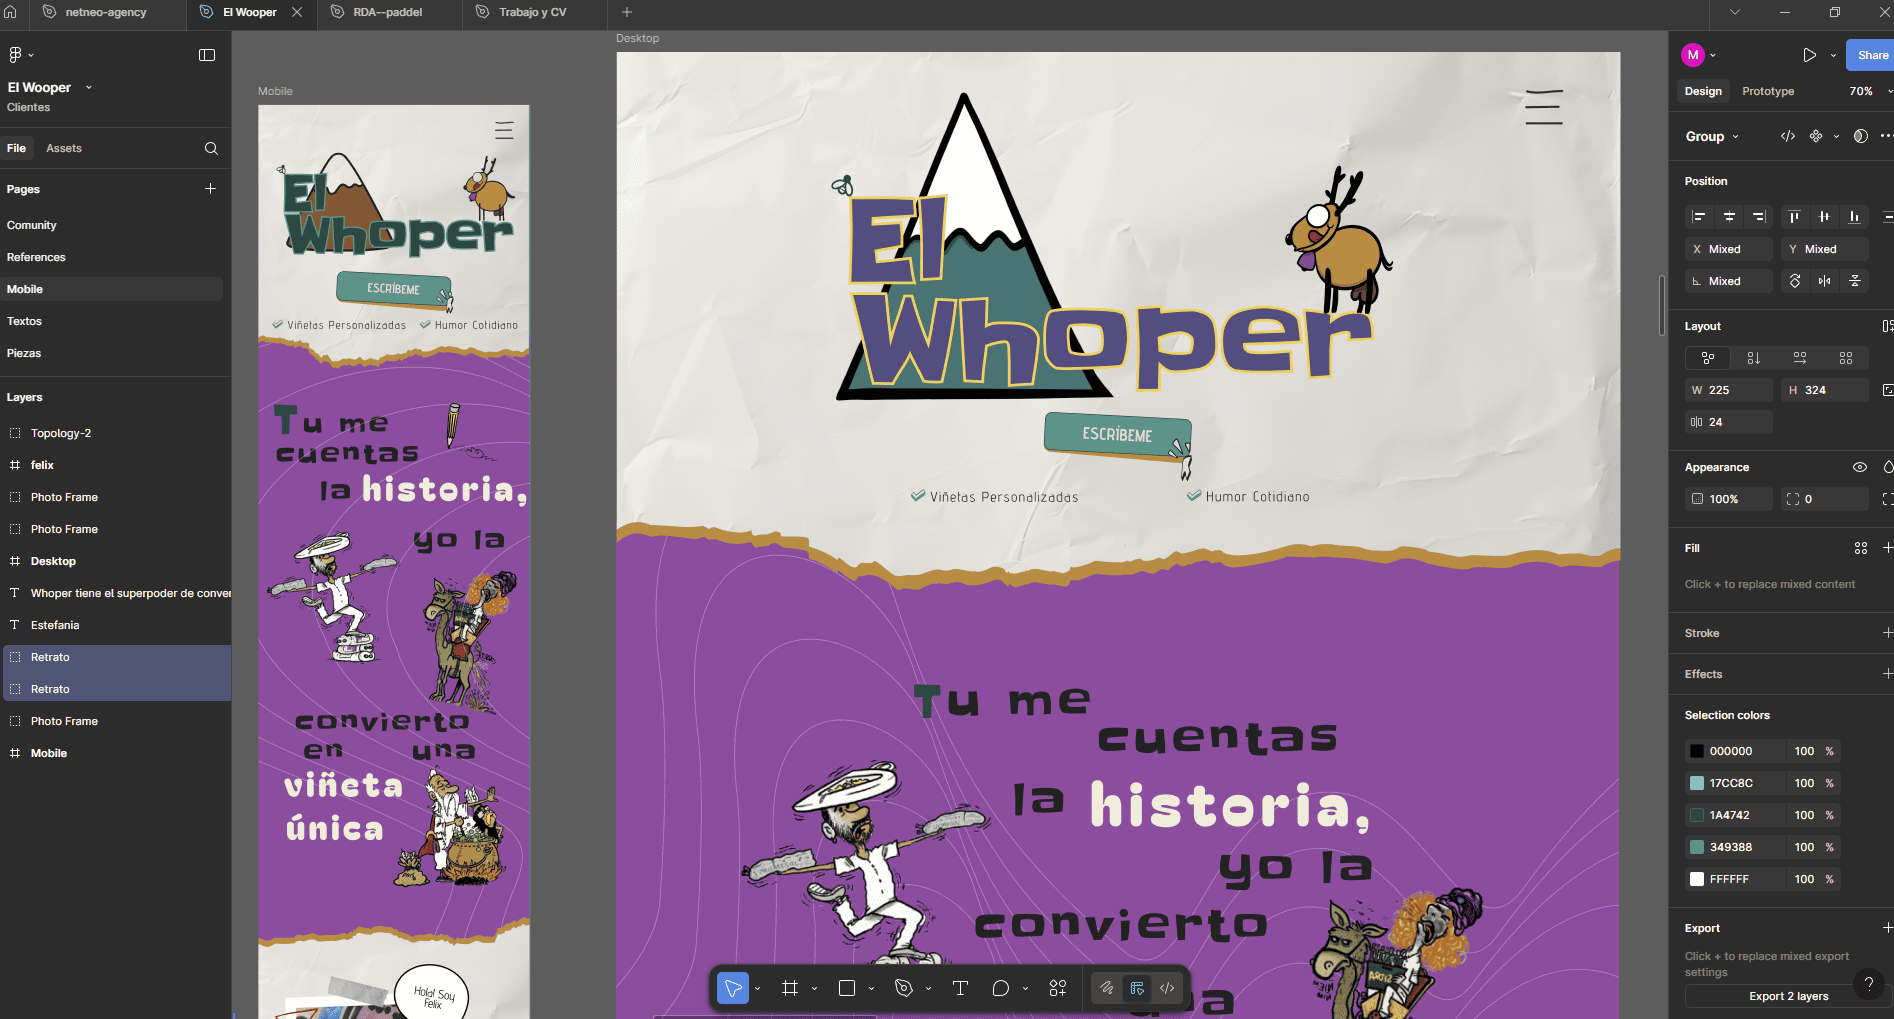 netneo-agency
El Wooper
RDA--paddel
Trabajo y CV
El Wooper
Clientes
File
Assets
Pages
Comunity
References
Mobile
Textos
Piezas
Layers
Topology-2
felix
Photo Frame
Photo Frame
Desktop
Whoper tiene el superpoder de conver
Estefania
Retrato
Retrato
Photo Frame
Mobile
Mobile
El
Whoper
ESCRÍBEME
Viñetas Personalizadas
Humor Cotidiano
Tu me
cuentas
la historia,
yo la
convierto
en una
viñeta
única
Hola! Soy
Felix
Desktop
El
Whoper
ESCRÍBEME
Viñetas Personalizadas
Humor Cotidiano
Tu me
cuentas
la historia,
yo la
convierto
M
Share
Design
Prototype
70%
Group
Position
X Mixed
Y Mixed
Mixed
Layout
W 225
H 324
24
Appearance
100%
0
Fill
Click + to replace mixed content
Stroke
Effects
Selection colors
000000 100 %
17CC8C 100 %
1A4742 100 %
349388 100 %
FFFFFF 100 %
Export
Click + to replace mixed export
settings
Export 2 layers
?